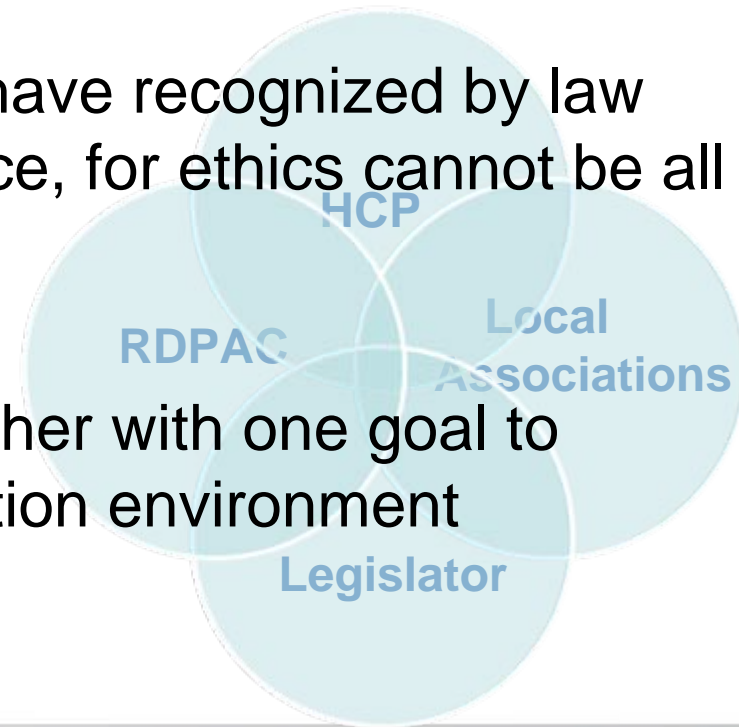 have recognized by law
ce, for ethics cannot be all
HCP
RDPAC
Local
Associations
her with one goal to
tion environment
Legislator